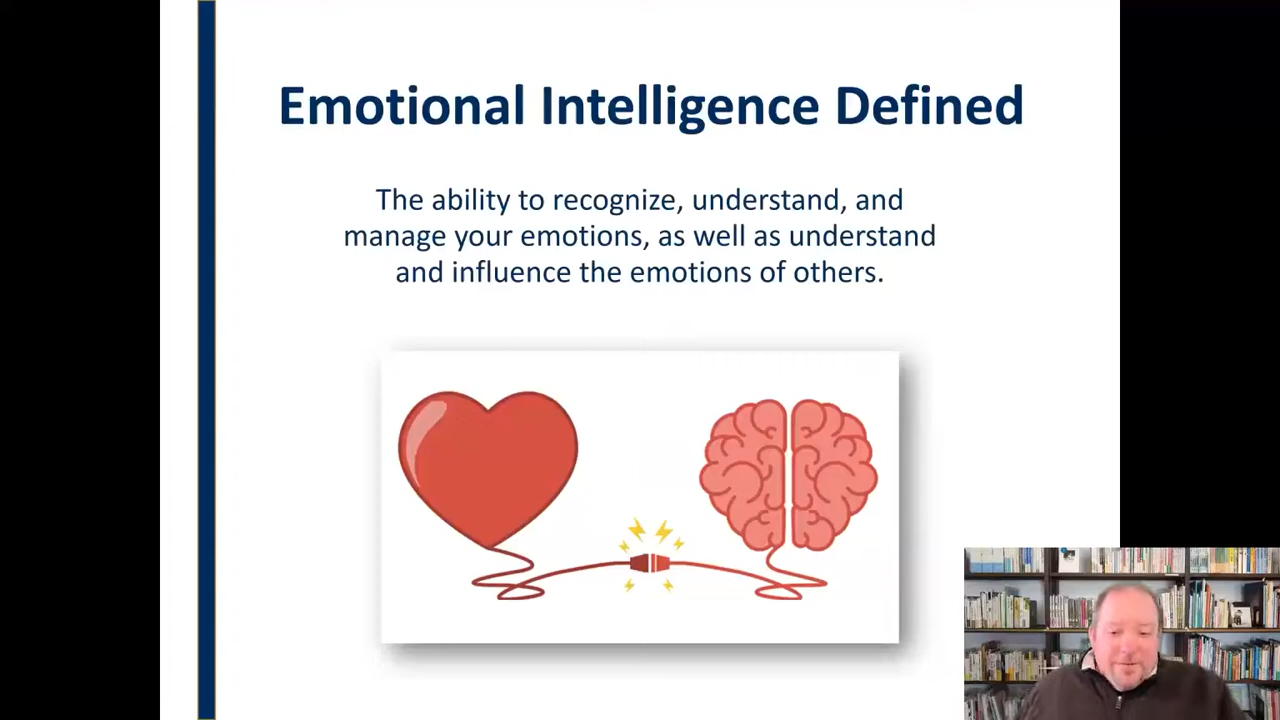 Emotional Intelligence Defined
The ability to recognize, understand, and
manage your emotions, as well as understand
and influence the emotions of others.